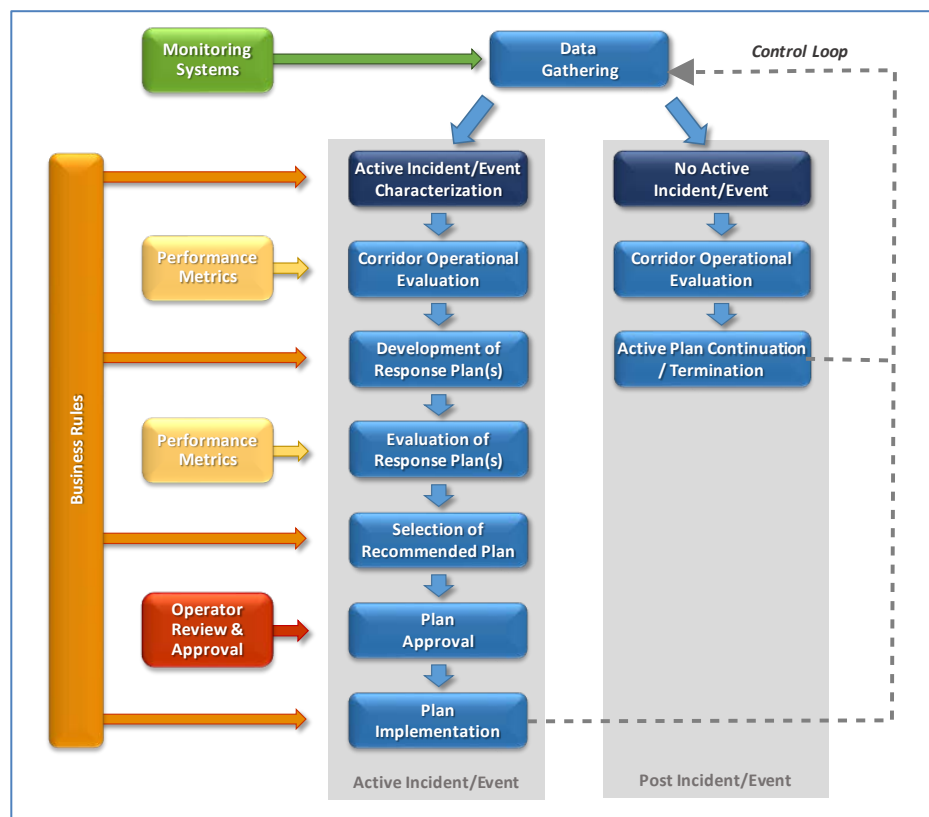 Monitoring
Systems
Data
Gathering
Control Loop
Business Rules
Active Incident/Event
Characterization
No Active
Incident/Event
Performance
Metrics
Corridor Operational
Evaluation
Corridor Operational
Evaluation
Development of
Response Plan(s)
Active Plan Continuation
/ Termination
Performance
Metrics
Evaluation of
Response Plan(s)
Selection of
Recommended Plan
Operator
Review &
Approval
Plan
Approval
Plan
Implementation
Active Incident/Event
Post Incident/Event